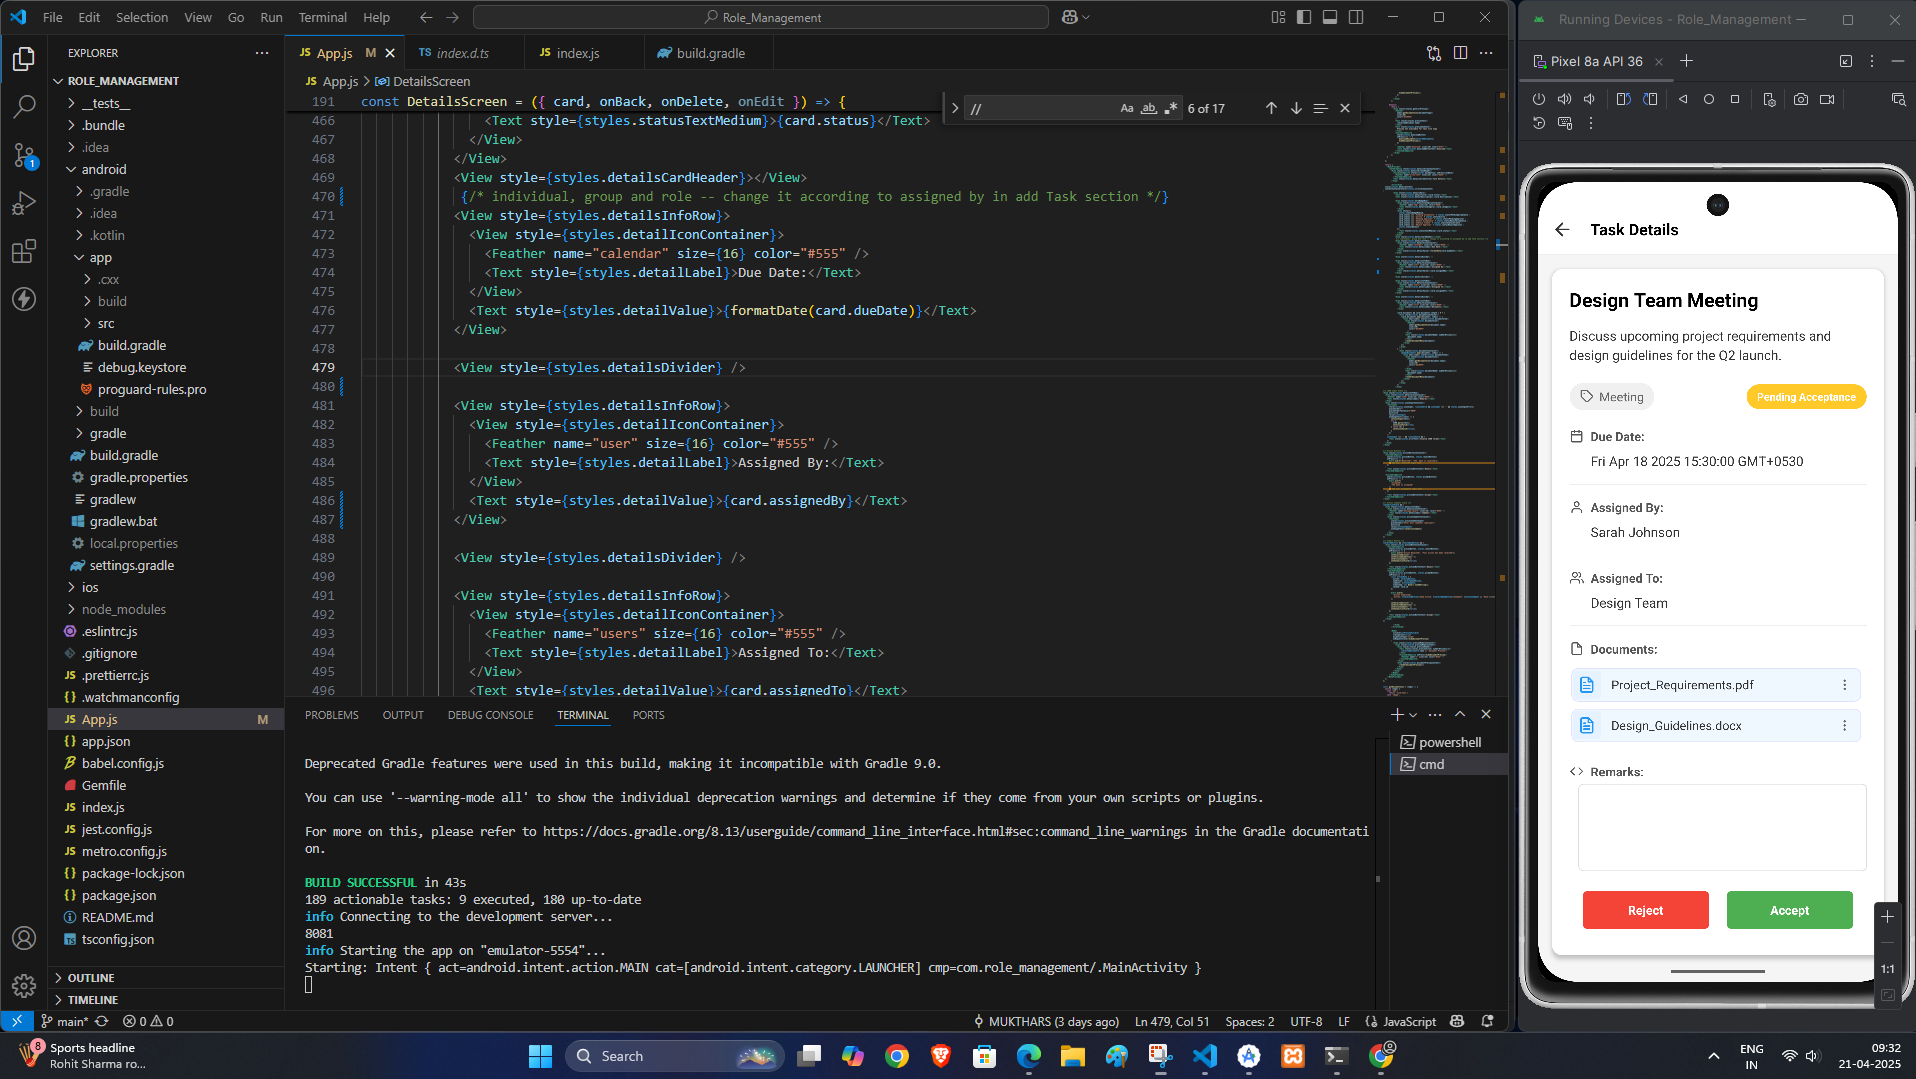 File Edit Selection View Go Run Terminal Help
Role_Management
Running Devices - Role_Management
EXPLORER
App.js M
TS index.d.ts
JS index.js
build.gradle
Pixel 8a API 36
ROLE_MANAGEMENT
__tests__
.bundle
.idea
android
.gradle
.idea
.kotlin
app
.cxx
build
src
build.gradle
debug.keystore
proguard-rules.pro
build
gradle
build.gradle
gradle.properties
gradlew
gradlew.bat
local.properties
settings.gradle
ios
node_modules
.eslintrc.js
.gitignore
JS .prettierrc.js
{} .watchmanconfig
JS App.js M
{} app.json
babel.config.js
Gemfile
JS index.js
JS jest.config.js
JS metro.config.js
{} package-lock.json
{} package.json
README.md
TS tsconfig.json
OUTLINE
TIMELINE
JS App.js > DetailsScreen
// Aa ab .* 6 of 17
191 const DetailsScreen = ({ card, onBack, onDelete, onEdit }) => {
466 <Text style={styles.statusTextMedium}>{card.status}</Text>
467 </View>
468 </View>
469 <View style={styles.detailsCardHeader}></View>
470 {/* individual, group and role -- change it according to assigned by in add Task section */}
471 <View style={styles.detailsInfoRow}>
472 <View style={styles.detailIconContainer}>
473 <Feather name="calendar" size={16} color="#555" />
474 <Text style={styles.detailLabel}>Due Date:</Text>
475 </View>
476 <Text style={styles.detailValue}>{formatDate(card.dueDate)}</Text>
477 </View>
478
479 <View style={styles.detailsDivider} />
480
481 <View style={styles.detailsInfoRow}>
482 <View style={styles.detailIconContainer}>
483 <Feather name="user" size={16} color="#555" />
484 <Text style={styles.detailLabel}>Assigned By:</Text>
485 </View>
486 <Text style={styles.detailValue}>{card.assignedBy}</Text>
487 </View>
488
489 <View style={styles.detailsDivider} />
490
491 <View style={styles.detailsInfoRow}>
492 <View style={styles.detailIconContainer}>
493 <Feather name="users" size={16} color="#555" />
494 <Text style={styles.detailLabel}>Assigned To:</Text>
495 </View>
496 <Text style={styles.detailValue}>{card.assignedTo}</Text>
PROBLEMS OUTPUT DEBUG CONSOLE TERMINAL PORTS
powershell
cmd
Deprecated Gradle features were used in this build, making it incompatible with Gradle 9.0.
You can use '--warning-mode all' to show the individual deprecation warnings and determine if they come from your own scripts or plugins.
For more on this, please refer to https://docs.gradle.org/8.13/userguide/command_line_interface.html#sec:command_line_warnings in the Gradle documentati
on.
BUILD SUCCESSFUL in 43s
189 actionable tasks: 9 executed, 180 up-to-date
info Connecting to the development server...
8081
info Starting the app on "emulator-5554"...
Starting: Intent { act=android.intent.action.MAIN cat=[android.intent.category.LAUNCHER] cmp=com.role_management/.MainActivity }
Task Details
Design Team Meeting
Discuss upcoming project requirements and
design guidelines for the Q2 launch.
Meeting
Pending Acceptance
Due Date:
Fri Apr 18 2025 15:30:00 GMT+0530
Assigned By:
Sarah Johnson
Assigned To:
Design Team
Documents:
Project_Requirements.pdf
Design_Guidelines.docx
Remarks:
Reject
Accept
1:1
main* 0 0
MUKTHARS (3 days ago) Ln 479, Col 51 Spaces: 2 UTF-8 LF {} JavaScript
8
1
Sports headline
Rohit Sharma ro...
Search
ENG
IN
09:32
21-04-2025